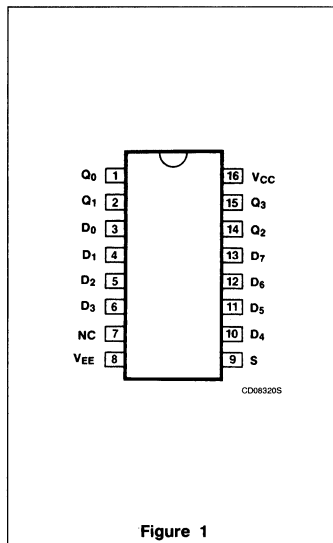 Q0 1 16 VCC
Q1 2 15 Q3
D0 3 14 Q2
D1 4 13 D7
D2 5 12 D6
D3 6 11 D5
NC 7 10 D4
VEE 8 9 S
CD08320S
Figure 1